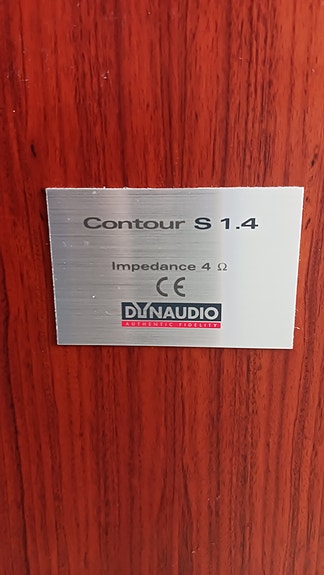 Contour S 1.4
Impedance 4 Ω
CE
DYNAUDIO
AUTHENTIC FIDELITY